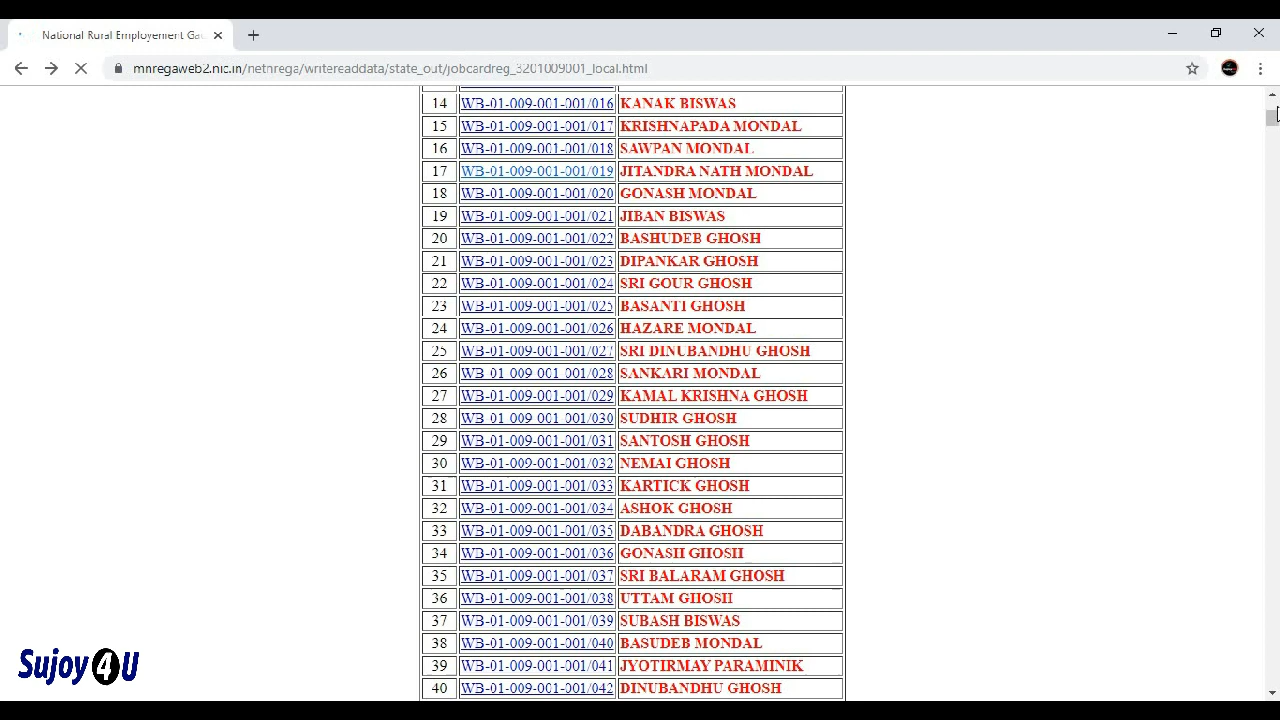 National Rural Employement Gau
mnregaweb2.nic.in/netnrega/writereaddata/state_out/jobcardreg_3201009001_local.html
14 WB-01-009-001-001/016 KANAK BISWAS
15 WB-01-009-001-001/017 KRISHNAPADA MONDAL
16 WB-01-009-001-001/018 SAWPAN MONDAL
17 WB-01-009-001-001/019 JITANDRA NATH MONDAL
18 WB-01-009-001-001/020 GONASH MONDAL
19 WB-01-009-001-001/021 JIBAN BISWAS
20 WB-01-009-001-001/022 BASHUDEB GHOSH
21 WB-01-009-001-001/023 DIPANKAR GHOSH
22 WB-01-009-001-001/024 SRI GOUR GHOSH
23 WB-01-009-001-001/025 BASANTI GHOSH
24 WB-01-009-001-001/026 HAZARE MONDAL
25 WB-01-009-001-001/027 SRI DINUBANDHU GHOSH
26 WB-01-009-001-001/028 SANKARI MONDAL
27 WB-01-009-001-001/029 KAMAL KRISHNA GHOSH
28 WB-01-009-001-001/030 SUDHIR GHOSH
29 WB-01-009-001-001/031 SANTOSH GHOSH
30 WB-01-009-001-001/032 NEMAI GHOSH
31 WB-01-009-001-001/033 KARTICK GHOSH
32 WB-01-009-001-001/034 ASHOK GHOSH
33 WB-01-009-001-001/035 DABANDRA GHOSH
34 WB-01-009-001-001/036 GONASH GHOSH
35 WB-01-009-001-001/037 SRI BALARAM GHOSH
36 WB-01-009-001-001/038 UTTAM GHOSH
37 WB-01-009-001-001/039 SUBASH BISWAS
38 WB-01-009-001-001/040 BASUDEB MONDAL
39 WB-01-009-001-001/041 JYOTIRMAY PARAMINIK
40 WB-01-009-001-001/042 DINUBANDHU GHOSH
Sujoy 4 U